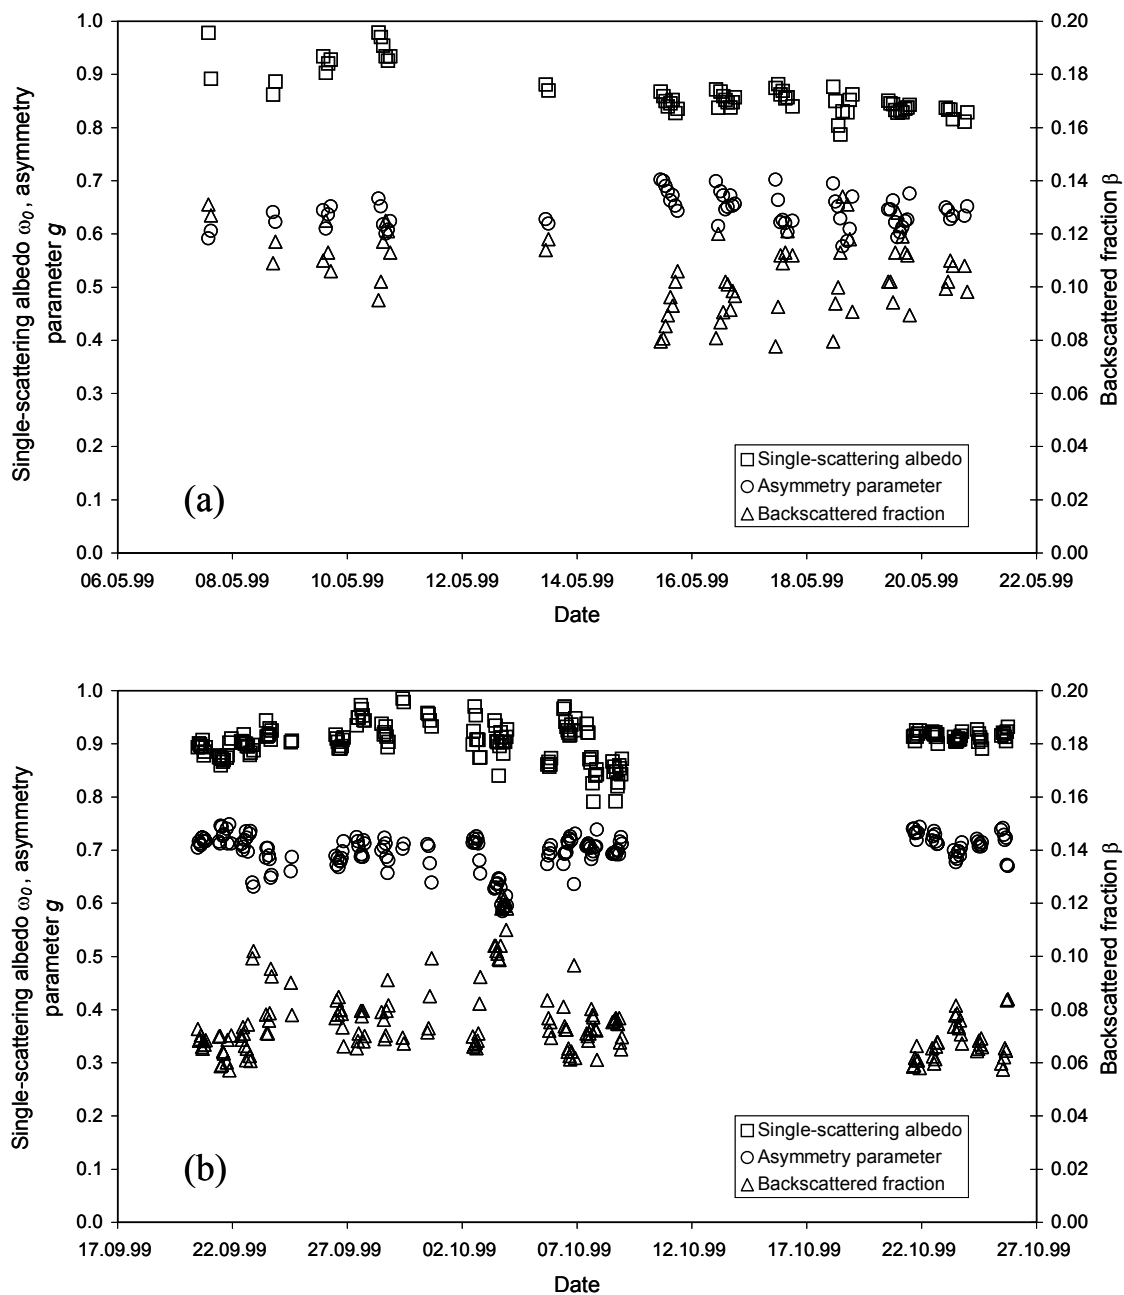 1.0
0.9
0.8
0.7
0.6
0.5
0.4
0.3
0.2
0.1
0.0
Single-scattering albedo ω0, asymmetry
parameter g
0.20
0.18
0.16
0.14
0.12
0.10
0.08
0.06
0.04
0.02
0.00
Backscattered fraction β
(a)
Single-scattering albedo
Asymmetry parameter
Backscattered fraction
06.05.99 08.05.99 10.05.99 12.05.99 14.05.99 16.05.99 18.05.99 20.05.99 22.05.99
Date
1.0
0.9
0.8
0.7
0.6
0.5
0.4
0.3
0.2
0.1
0.0
Single-scattering albedo ω0, asymmetry
parameter g
0.20
0.18
0.16
0.14
0.12
0.10
0.08
0.06
0.04
0.02
0.00
Backscattered fraction β
(b)
Single-scattering albedo
Asymmetry parameter
Backscattered fraction
17.09.99 22.09.99 27.09.99 02.10.99 07.10.99 12.10.99 17.10.99 22.10.99 27.10.99
Date